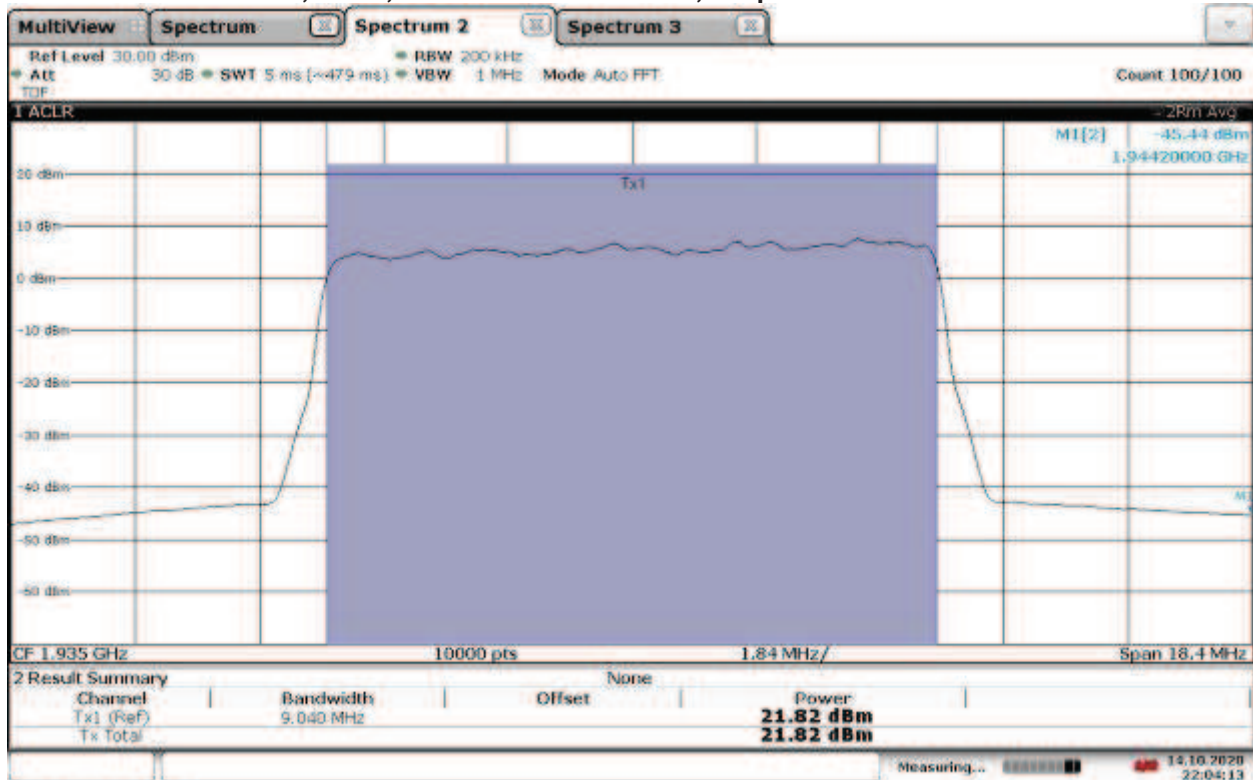 MultiView Spectrum Spectrum 2 Spectrum 3
Ref Level 30.00 dBm RBW 200 kHz
Att 30 dB SWT 5 ms (~479 ms) VBW 1 MHz Mode Auto FFT Count 100/100
TDF
1 ACLR 2Rm Avg
M1[2] -45.44 dBm
1.94420000 GHz
20 dBm
Tx1
10 dBm
0 dBm
-10 dBm
-20 dBm
-30 dBm
-40 dBm
M1
-50 dBm
-60 dBm
CF 1.935 GHz 10000 pts 1.84 MHz/ Span 18.4 MHz
2 Result Summary None
Channel Bandwidth Offset Power
Tx1 (Ref) 9.040 MHz 21.82 dBm
Tx Total 21.82 dBm
Measuring... 14.10.2020
22:04:13